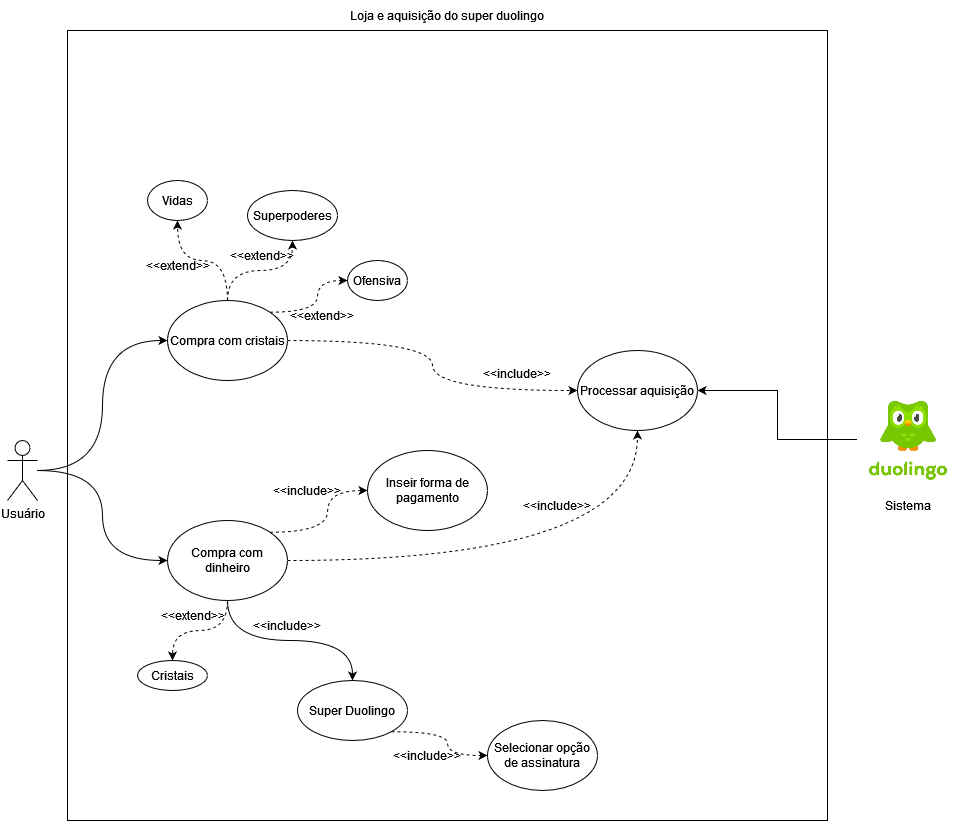 Loja e aquisição do super duolingo
Vidas
Superpoderes
<<extend>>
<<extend>>
Ofensiva
<<extend>>
Compra com cristais
<<include>>
Processar aquisição
duolingo
Sistema
Usuário
<<include>>
Inseir forma de
pagamento
<<include>>
Compra com
dinheiro
<<extend>>
<<include>>
Cristais
Super Duolingo
<<include>>
Selecionar opção
de assinatura